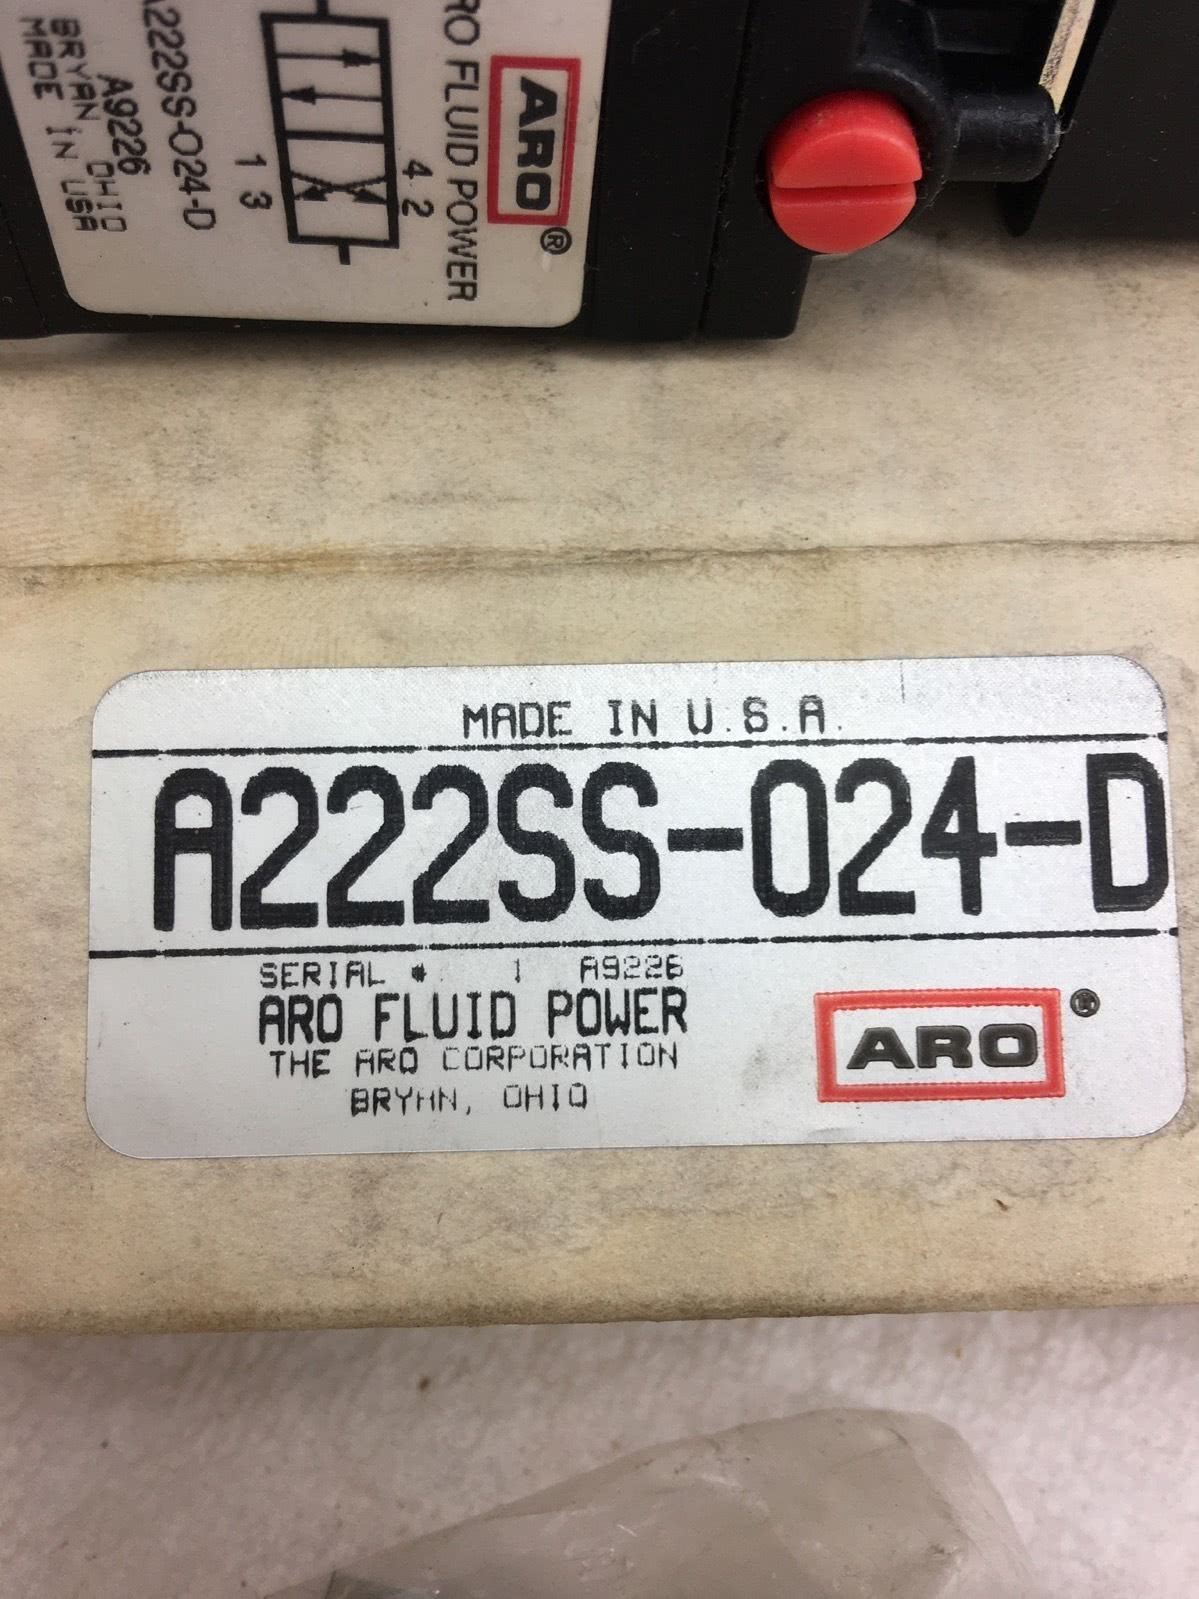 ARO®
RO FLUID POWER
4 2
1 3
A222SS-024-D
A9226
BRYAN OHIO
MADE IN USA
MADE IN U.S.A.
A222SS-024-D
SERIAL # 1 A9226
ARO FLUID POWER
THE ARO CORPORATION
BRYAN, OHIO
ARO®